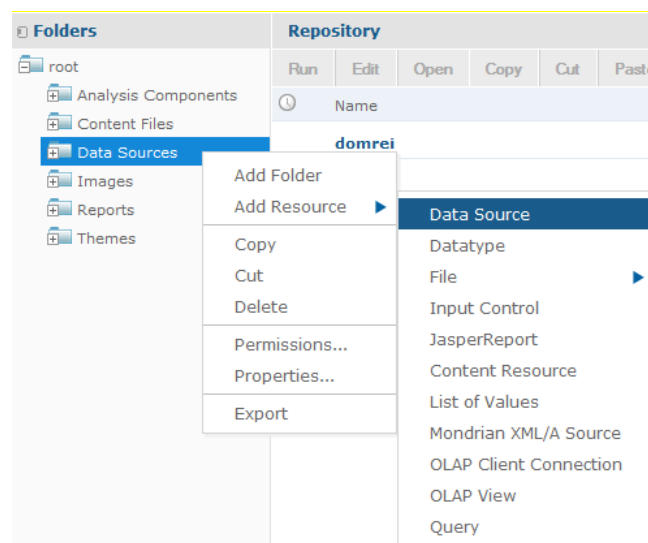 Folders
Repository
root
Run Edit Open Copy Cut Past
Analysis Components
Name
Content Files
domrei
Data Sources
Images
Reports
Themes
Add Folder
Add Resource
Copy
Cut
Delete
Permissions...
Properties...
Export
Data Source
Datatype
File
Input Control
JasperReport
Content Resource
List of Values
Mondrian XML/A Source
OLAP Client Connection
OLAP View
Query